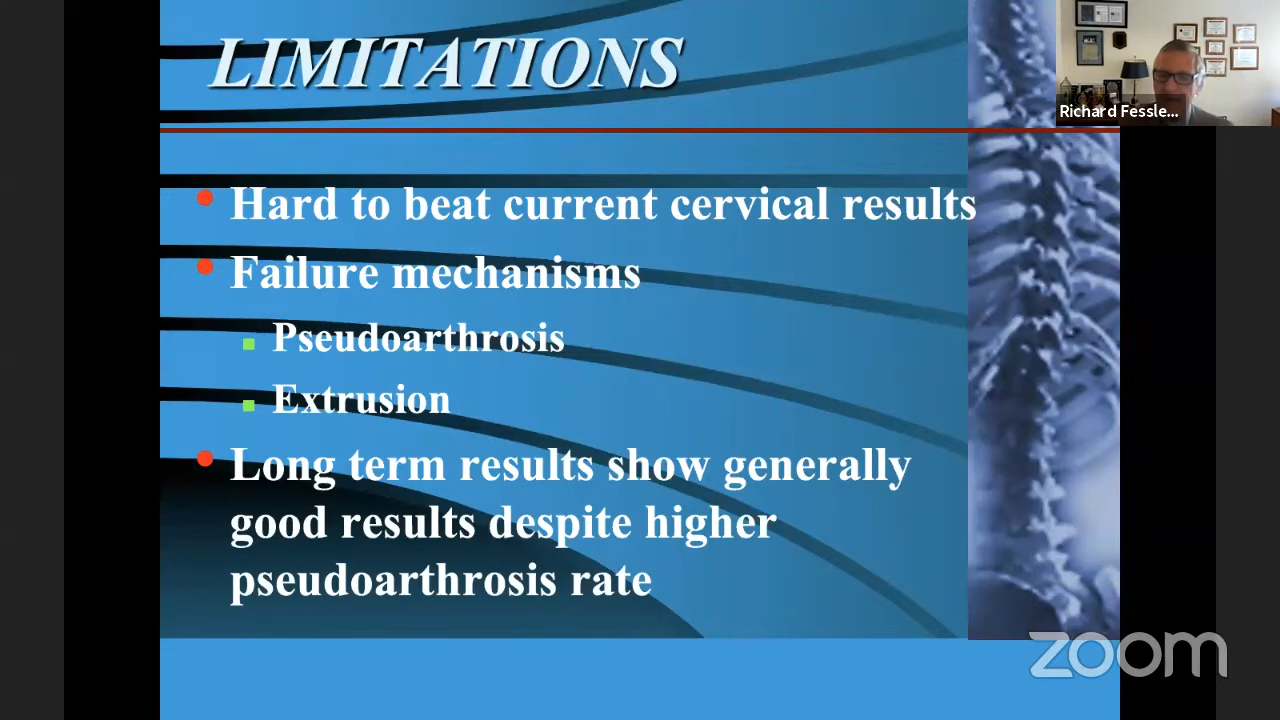 LIMITATIONS
Richard Fessle...
Hard to beat current cervical results
Failure mechanisms
Pseudoarthrosis
Extrusion
Long term results show generally
good results despite higher
pseudoarthrosis rate
zoom